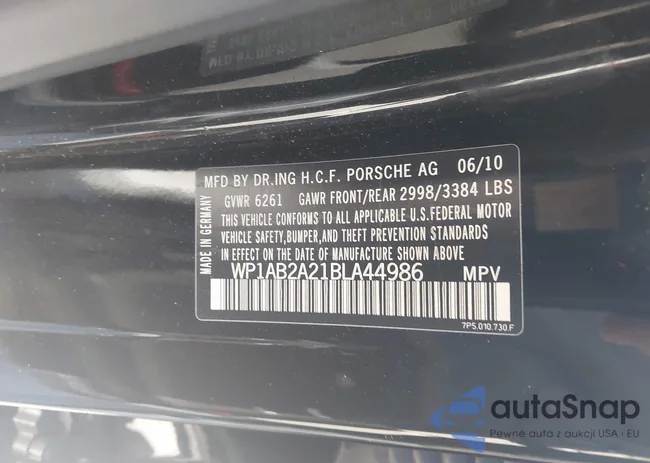 MFD BY DR.ING H.C.F. PORSCHE AG 06/10
GVWR 6261 GAWR FRONT/REAR 2998/3384 LBS
THIS VEHICLE CONFORMS TO ALL APPLICABLE U.S. FEDERAL MOTOR
VEHICLE SAFETY,BUMPER,AND THEFT PREVENTION STANDARDS
IN EFFECT ON THE DATE OF MANUFACTURE SHOWN ABOVE
WP1AB2A21BLA44986 MPV
7P5.010.730.F
MADE IN GERMANY
autaSnap
Pewne auta z aukcji USA i EU